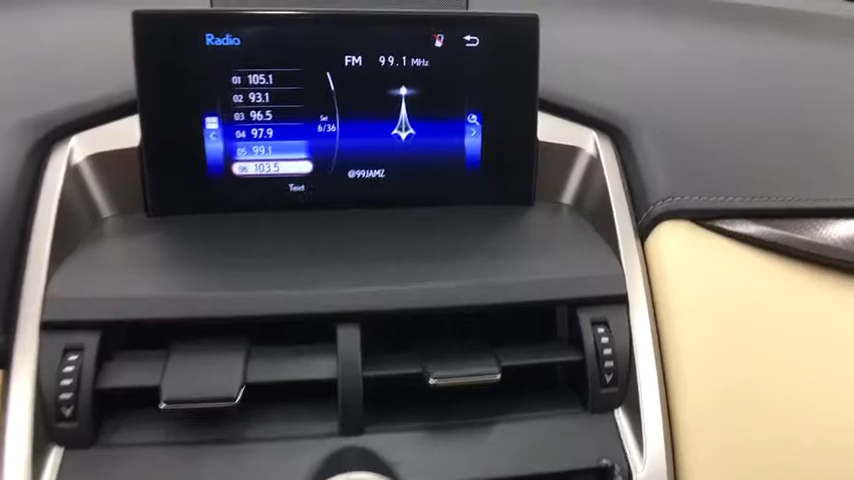 Radio
FM 99.1 MHz
01 105.1
02 93.1
03 96.5
04 97.9
05 99.1
06 103.5
Set
6/36
@99JAMZ
Text